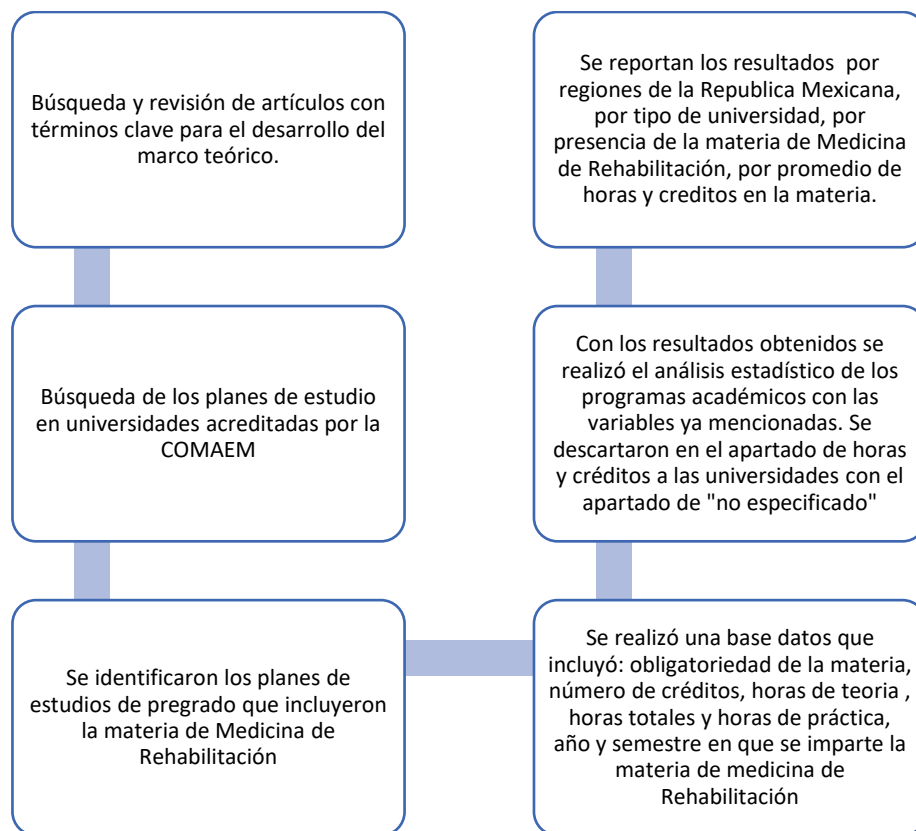 Búsqueda y revisión de artículos con
términos clave para el desarrollo del
marco teórico.
Búsqueda de los planes de estudio
en universidades acreditadas por la
COMAEM
Se identificaron los planes de
estudios de pregrado que incluyeron
la materia de Medicina de
Rehabilitación
Se realizó una base datos que
incluyó: obligatoriedad de la materia,
número de créditos, horas de teoria ,
horas totales y horas de práctica,
año y semestre en que se imparte la
materia de medicina de
Rehabilitación
Con los resultados obtenidos se
realizó el análisis estadístico de los
programas académicos con las
variables ya mencionadas. Se
descartaron en el apartado de horas
y créditos a las universidades con el
apartado de "no especificado"
Se reportan los resultados  por
regiones de la Republica Mexicana,
por tipo de universidad, por
presencia de la materia de Medicina
de Rehabilitación, por promedio de
horas y creditos en la materia.